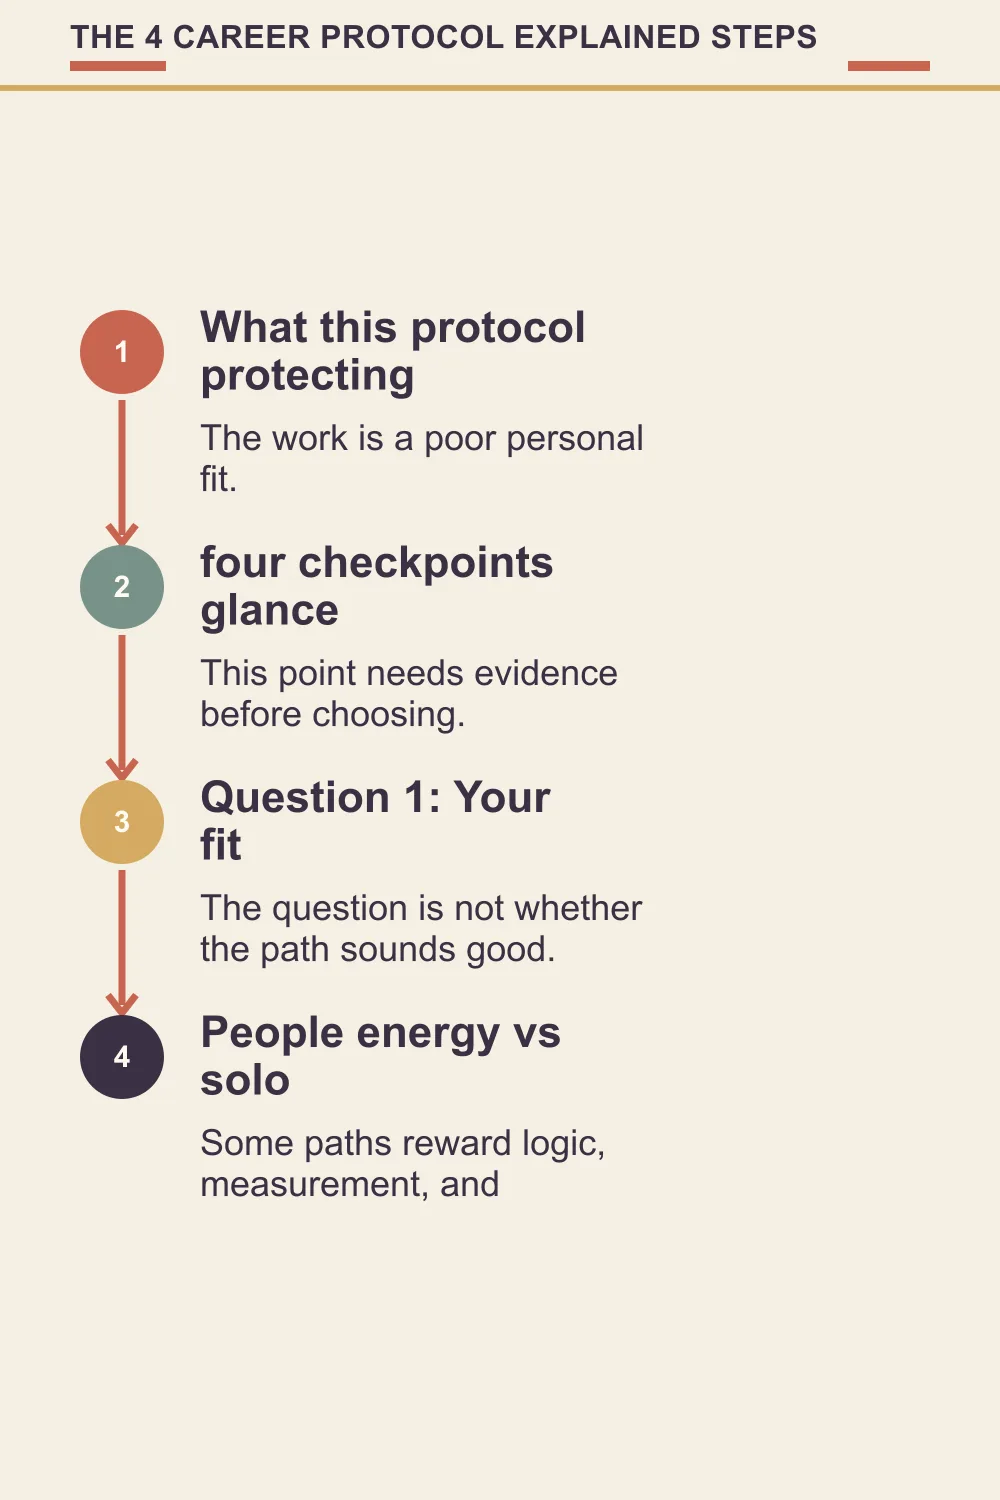 THE 4 CAREER PROTOCOL EXPLAINED STEPS
1
What this protocol
protecting
The work is a poor personal
fit.
2
four checkpoints
glance
This point needs evidence
before choosing.
3
Question 1: Your
fit
The question is not whether
the path sounds good.
4
People energy vs
solo
Some paths reward logic,
measurement, and